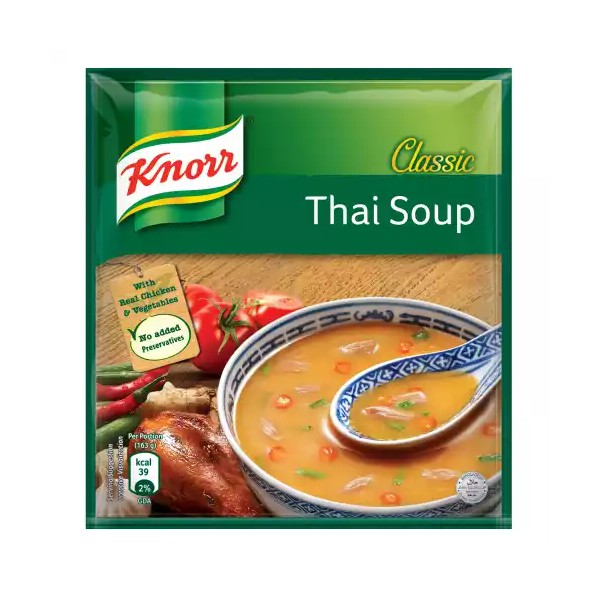 Knorr
Classic
Thai Soup
With
Real Chicken
& Vegetables
No added
Preservatives
Per Portion
(163 g)
kcal
39
2%
GDA